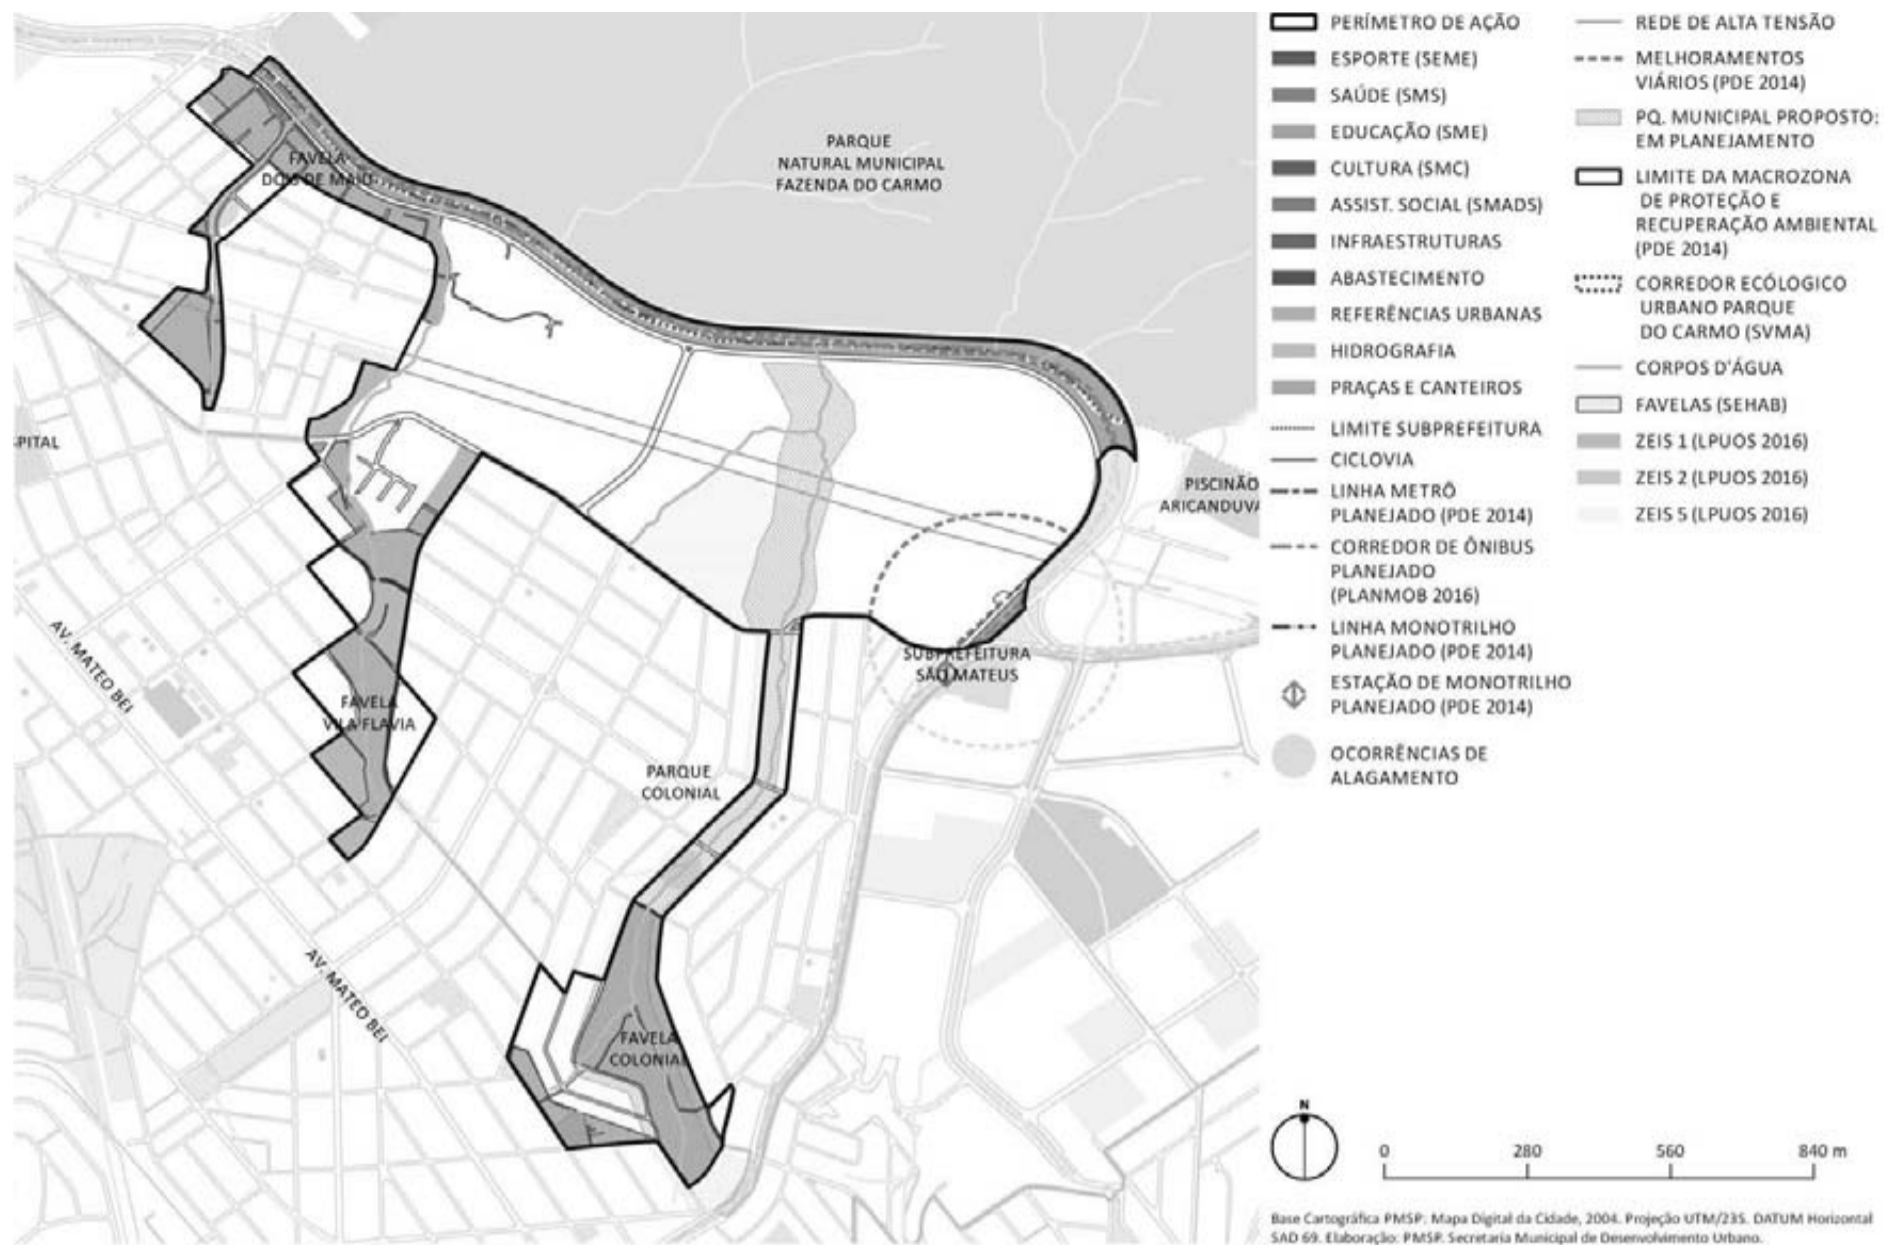 PARQUE
NATURAL MUNICIPAL
FAZENDA DO CARMO
FAVELA
DOIS DE MAIO
SPITAL
PISCINÃO
ARICANDUVA
AV. MATEO BEI
SUBPREFEITURA
SÃO MATEUS
FAVELA
VILA FLAVIA
PARQUE
COLONIAL
AV. MATEO BEI
FAVELA
COLONIAL
PERÍMETRO DE AÇÃO
ESPORTE (SEME)
SAÚDE (SMS)
EDUCAÇÃO (SME)
CULTURA (SMC)
ASSIST. SOCIAL (SMADS)
INFRAESTRUTURAS
ABASTECIMENTO
REFERÊNCIAS URBANAS
HIDROGRAFIA
PRAÇAS E CANTEIROS
LIMITE SUBPREFEITURA
CICLOVIA
LINHA METRÔ
PLANEJADO (PDE 2014)
CORREDOR DE ÔNIBUS
PLANEJADO
(PLANMOB 2016)
LINHA MONOTRILHO
PLANEJADO (PDE 2014)
ESTAÇÃO DE MONOTRILHO
PLANEJADO (PDE 2014)
OCORRÊNCIAS DE
ALAGAMENTO
REDE DE ALTA TENSÃO
MELHORAMENTOS
VIÁRIOS (PDE 2014)
PQ. MUNICIPAL PROPOSTO:
EM PLANEJAMENTO
LIMITE DA MACROZONA
DE PROTEÇÃO E
RECUPERAÇÃO AMBIENTAL
(PDE 2014)
CORREDOR ECÓLOGICO
URBANO PARQUE
DO CARMO (SVMA)
CORPOS D'ÁGUA
FAVELAS (SEHAB)
ZEIS 1 (LPUOS 2016)
ZEIS 2 (LPUOS 2016)
ZEIS 5 (LPUOS 2016)
N
0 280 560 840 m
Base Cartográfica PMSP: Mapa Digital da Cidade, 2004. Projeção UTM/23S. DATUM Horizontal
SAD 69. Elaboração: PMSP. Secretaria Municipal de Desenvolvimento Urbano.